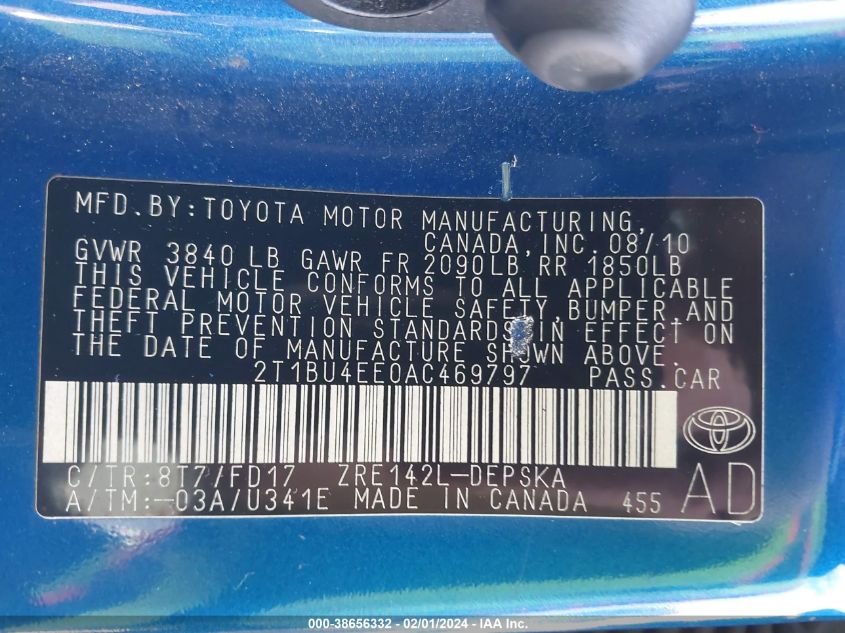 MFD.BY:TOYOTA MOTOR MANUFACTURING,
CANADA,INC. 08/10
GVWR 3840 LB GAWR FR 2090LB RR 1850LB
THIS VEHICLE CONFORMS TO ALL APPLICABLE
FEDERAL MOTOR VEHICLE SAFETY,BUMPER,AND
THEFT PREVENTION STANDARDS IN EFFECT ON
THE DATE OF MANUFACTURE SHOWN ABOVE.
2T1BU4EE0AC469797 PASS.CAR
C/TR:8T7/FD17 ZRE142L-DEPSKA
A/TM:-03A/U341E MADE IN CANADA 455
AD
000-38656332 - 02/01/2024 - IAA Inc.